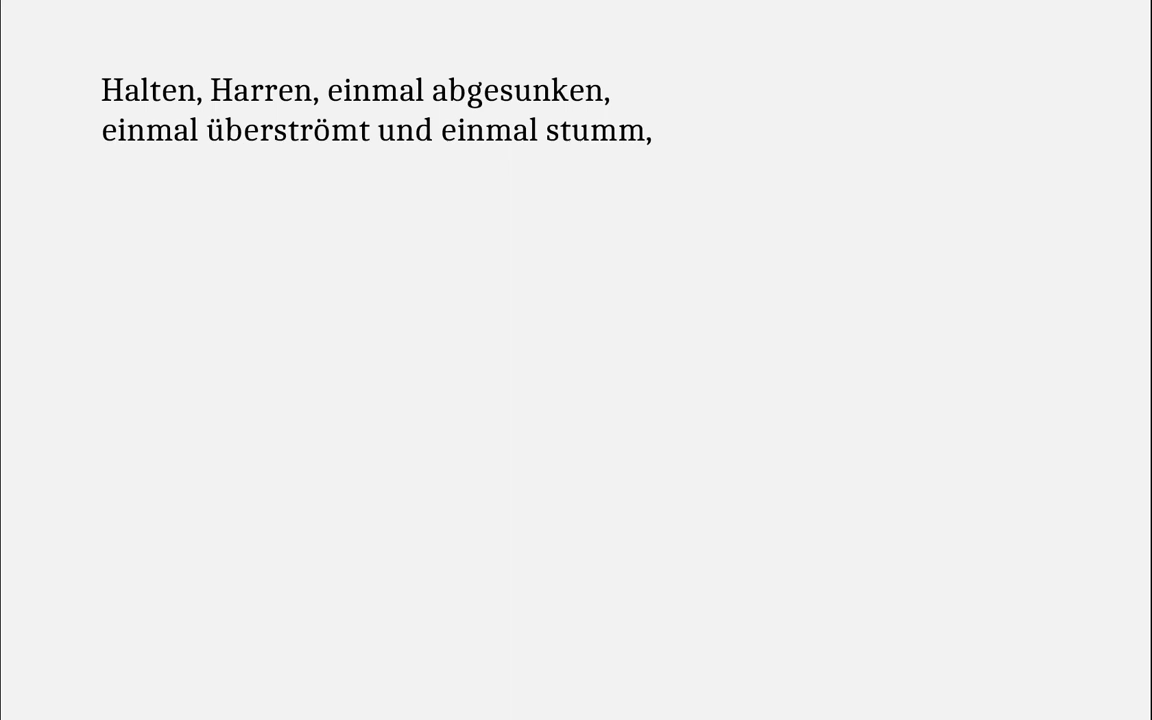 Halten, Harren, einmal abgesunken,
einmal überströmt und einmal stumm,